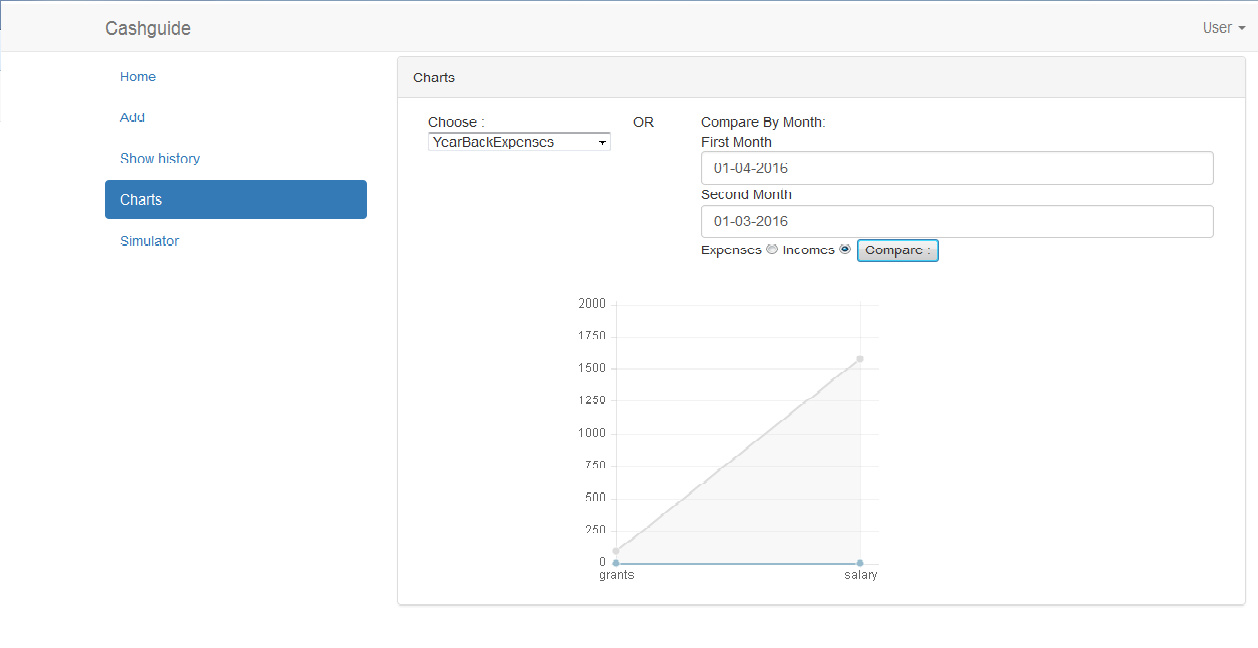 Cashguide
User
Home
Add
Show history
Charts
Simulator
Charts
Choose :
YearBackExpenses
OR
Compare By Month:
First Month
01-04-2016
Second Month
01-03-2016
Expenses Incomes Compare :
2000
1750
1500
1250
1000
750
500
250
0
grants salary